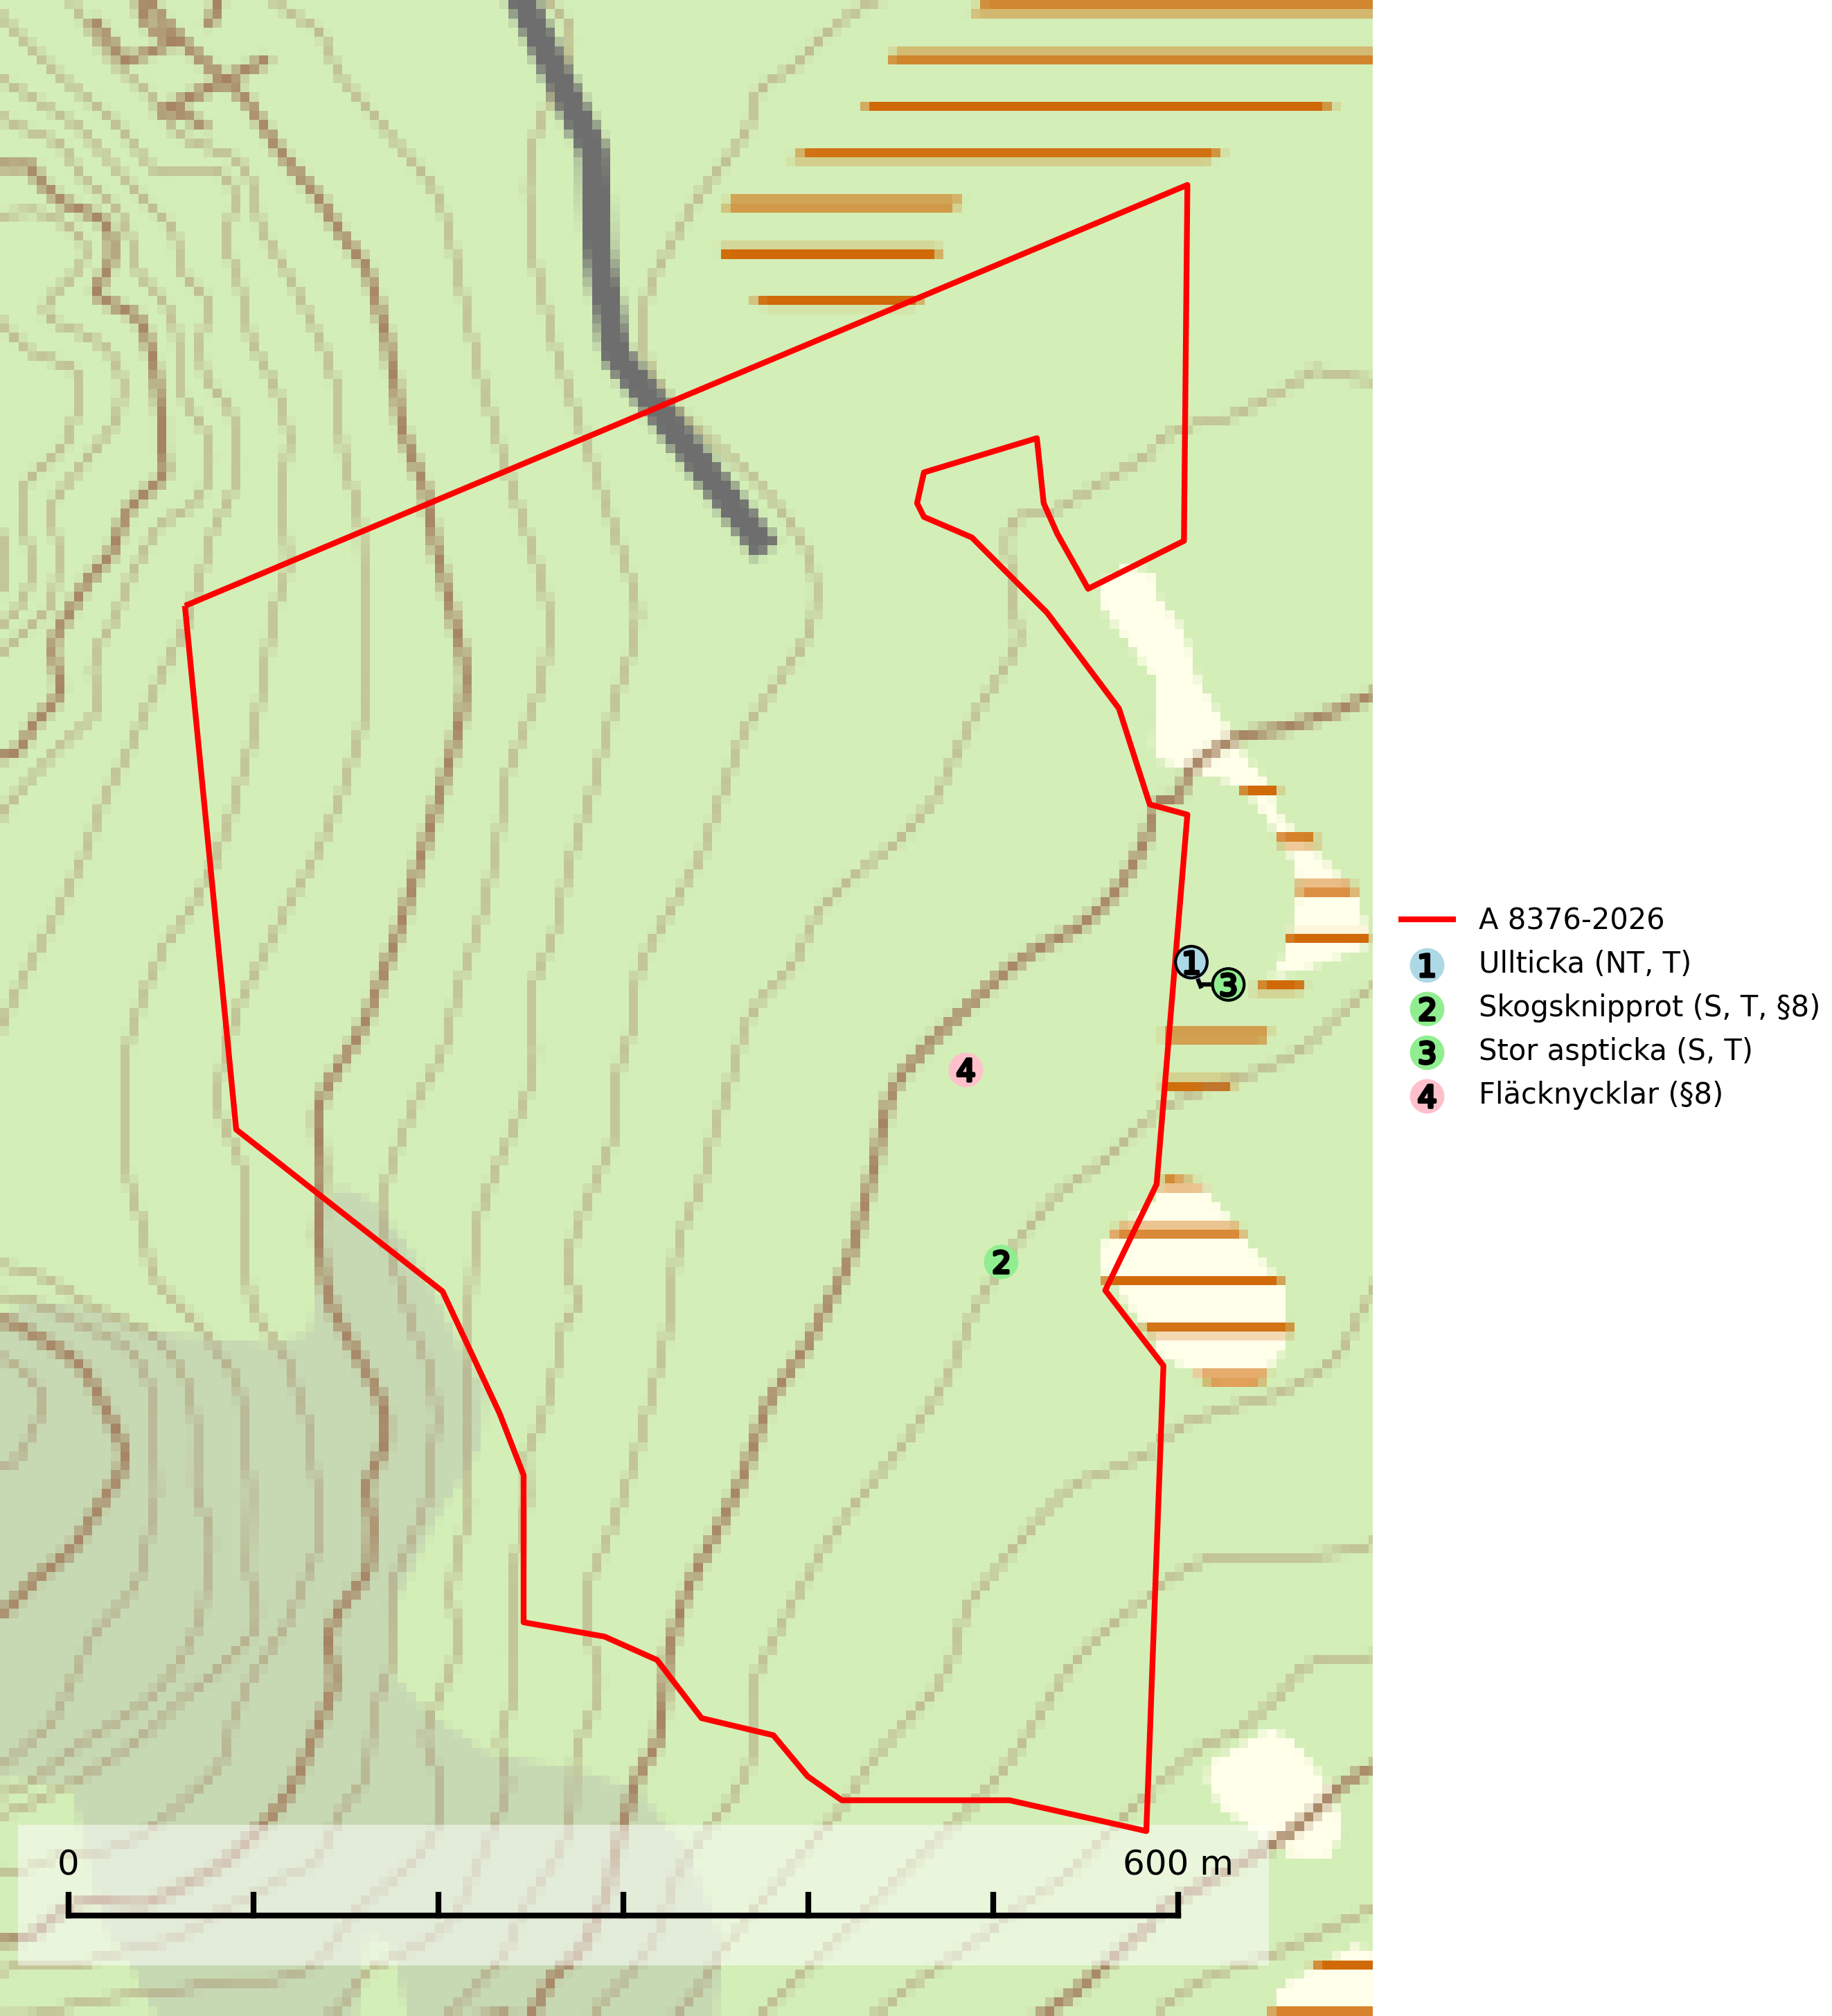 A 8376-2026
1 Ullticka (NT, T)
2 Skogsknipprot (S, T, §8)
3 Stor aspticka (S, T)
4 Fläcknycklar (§8)
1
3
4
2
0
600 m